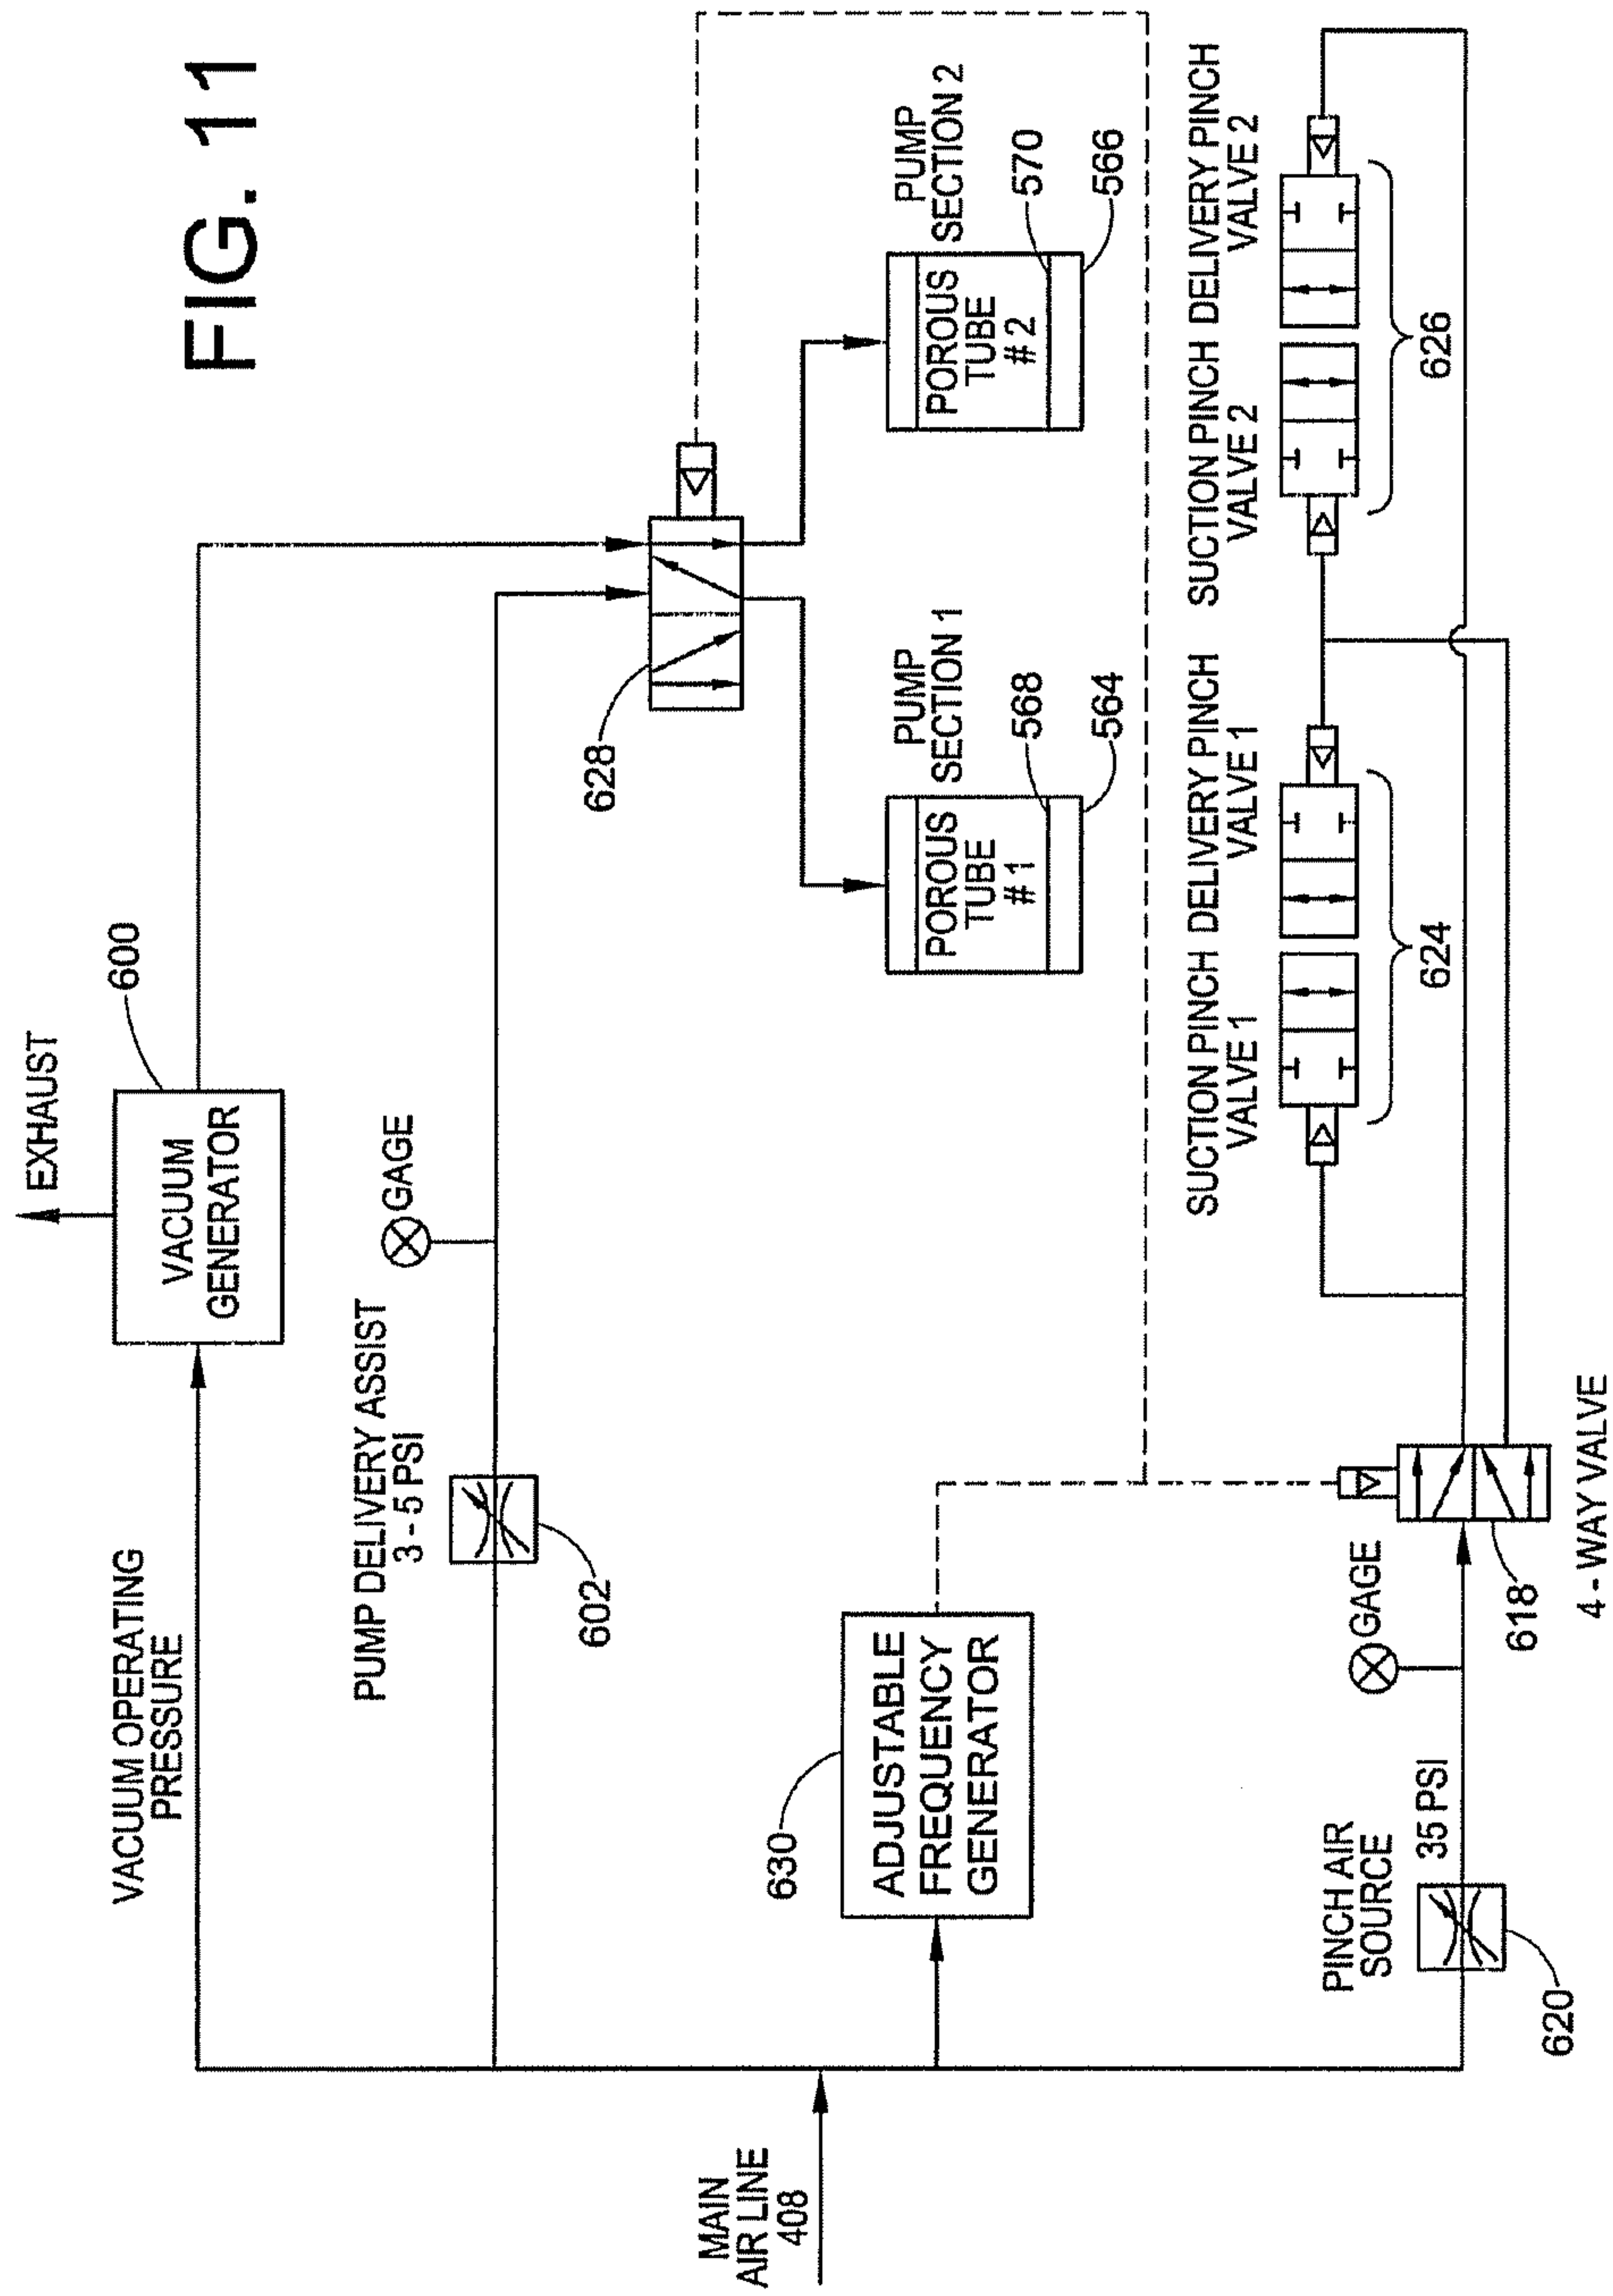 FIG. 11
EXHAUST
600
VACUUM
GENERATOR
VACUUM OPERATING
PRESSURE
GAGE
PUMP DELIVERY ASSIST
3 - 5 PSI
602
628
PUMP
SECTION 1
POROUS
TUBE
# 1
568
564
PUMP
SECTION 2
POROUS
TUBE
# 2
570
566
MAIN
AIR LINE
408
630
ADJUSTABLE
FREQUENCY
GENERATOR
SUCTION PINCH
VALVE 1
DELIVERY PINCH
VALVE 1
SUCTION PINCH
VALVE 2
DELIVERY PINCH
VALVE 2
624
626
PINCH AIR
SOURCE
35 PSI
620
GAGE
618
4 - WAY VALVE